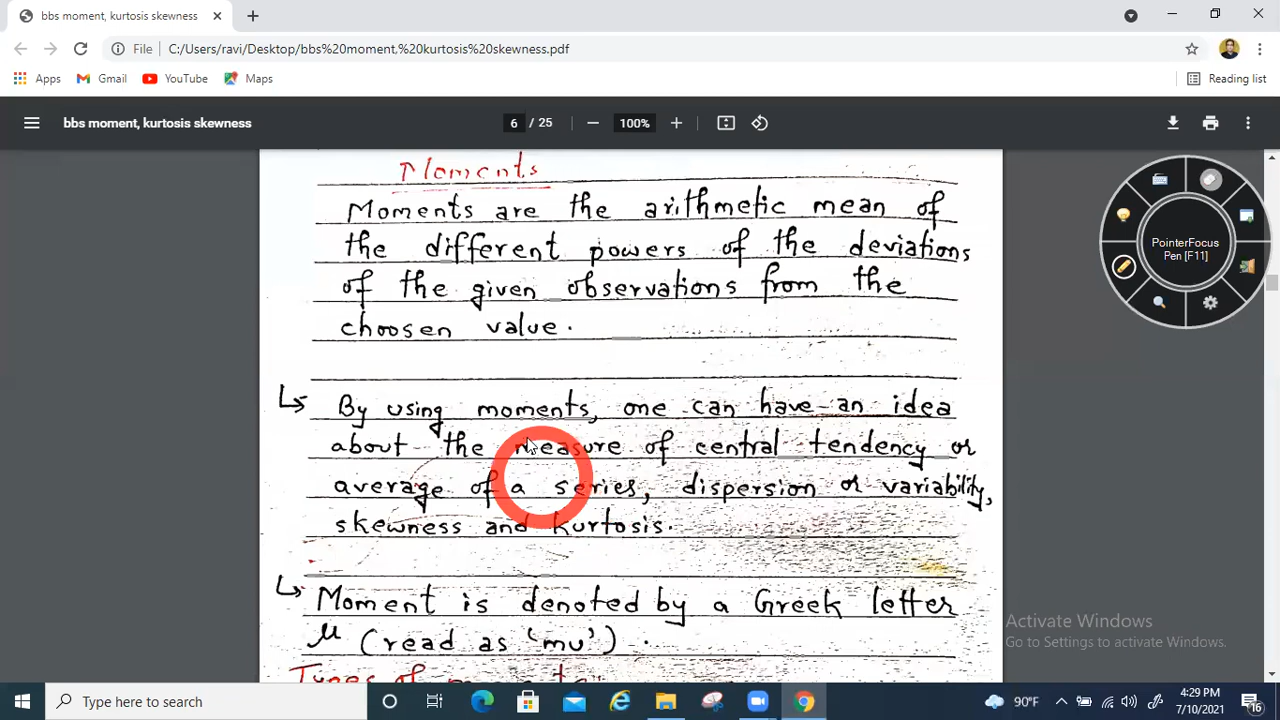 bbs moment, kurtosis skewness
File C:/Users/ravi/Desktop/bbs%20moment,%20kurtosis%20skewness.pdf
Apps Gmail YouTube Maps Reading list
bbs moment, kurtosis skewness 6 / 25 100%
Moments
Moments are the arithmetic mean of
the different powers of the deviations
of the given observations from the
choosen value.
By using moments, one can have an idea
about the measure of central tendency or
average of a series, dispersion or variability,
skewness and kurtosis.
Moment is denoted by a Greek letter
μ (read as 'mu').
Types of
PointerFocus
Pen [F11]
Activate Windows
Go to Settings to activate Windows.
Type here to search
90°F
4:29 PM
7/10/2021
16